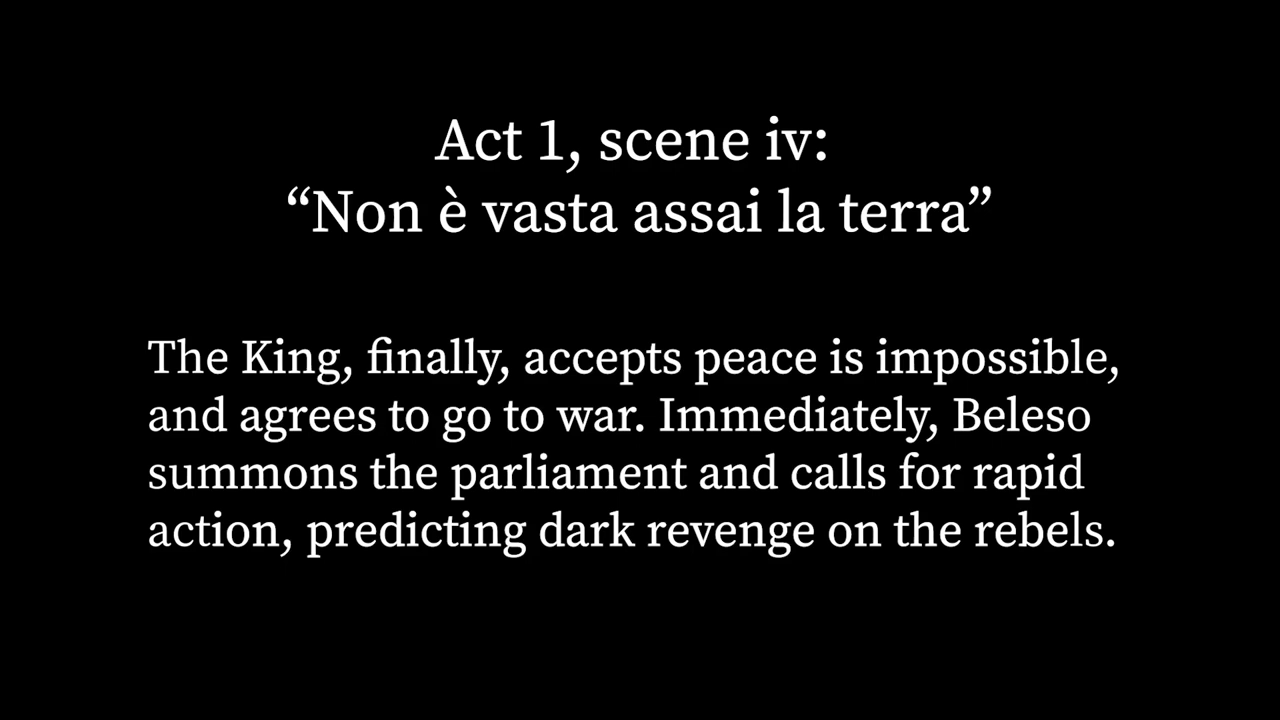 Act 1, scene iv:
“Non è vasta assai la terra”
The King, finally, accepts peace is impossible,
and agrees to go to war. Immediately, Beleso
summons the parliament and calls for rapid
action, predicting dark revenge on the rebels.